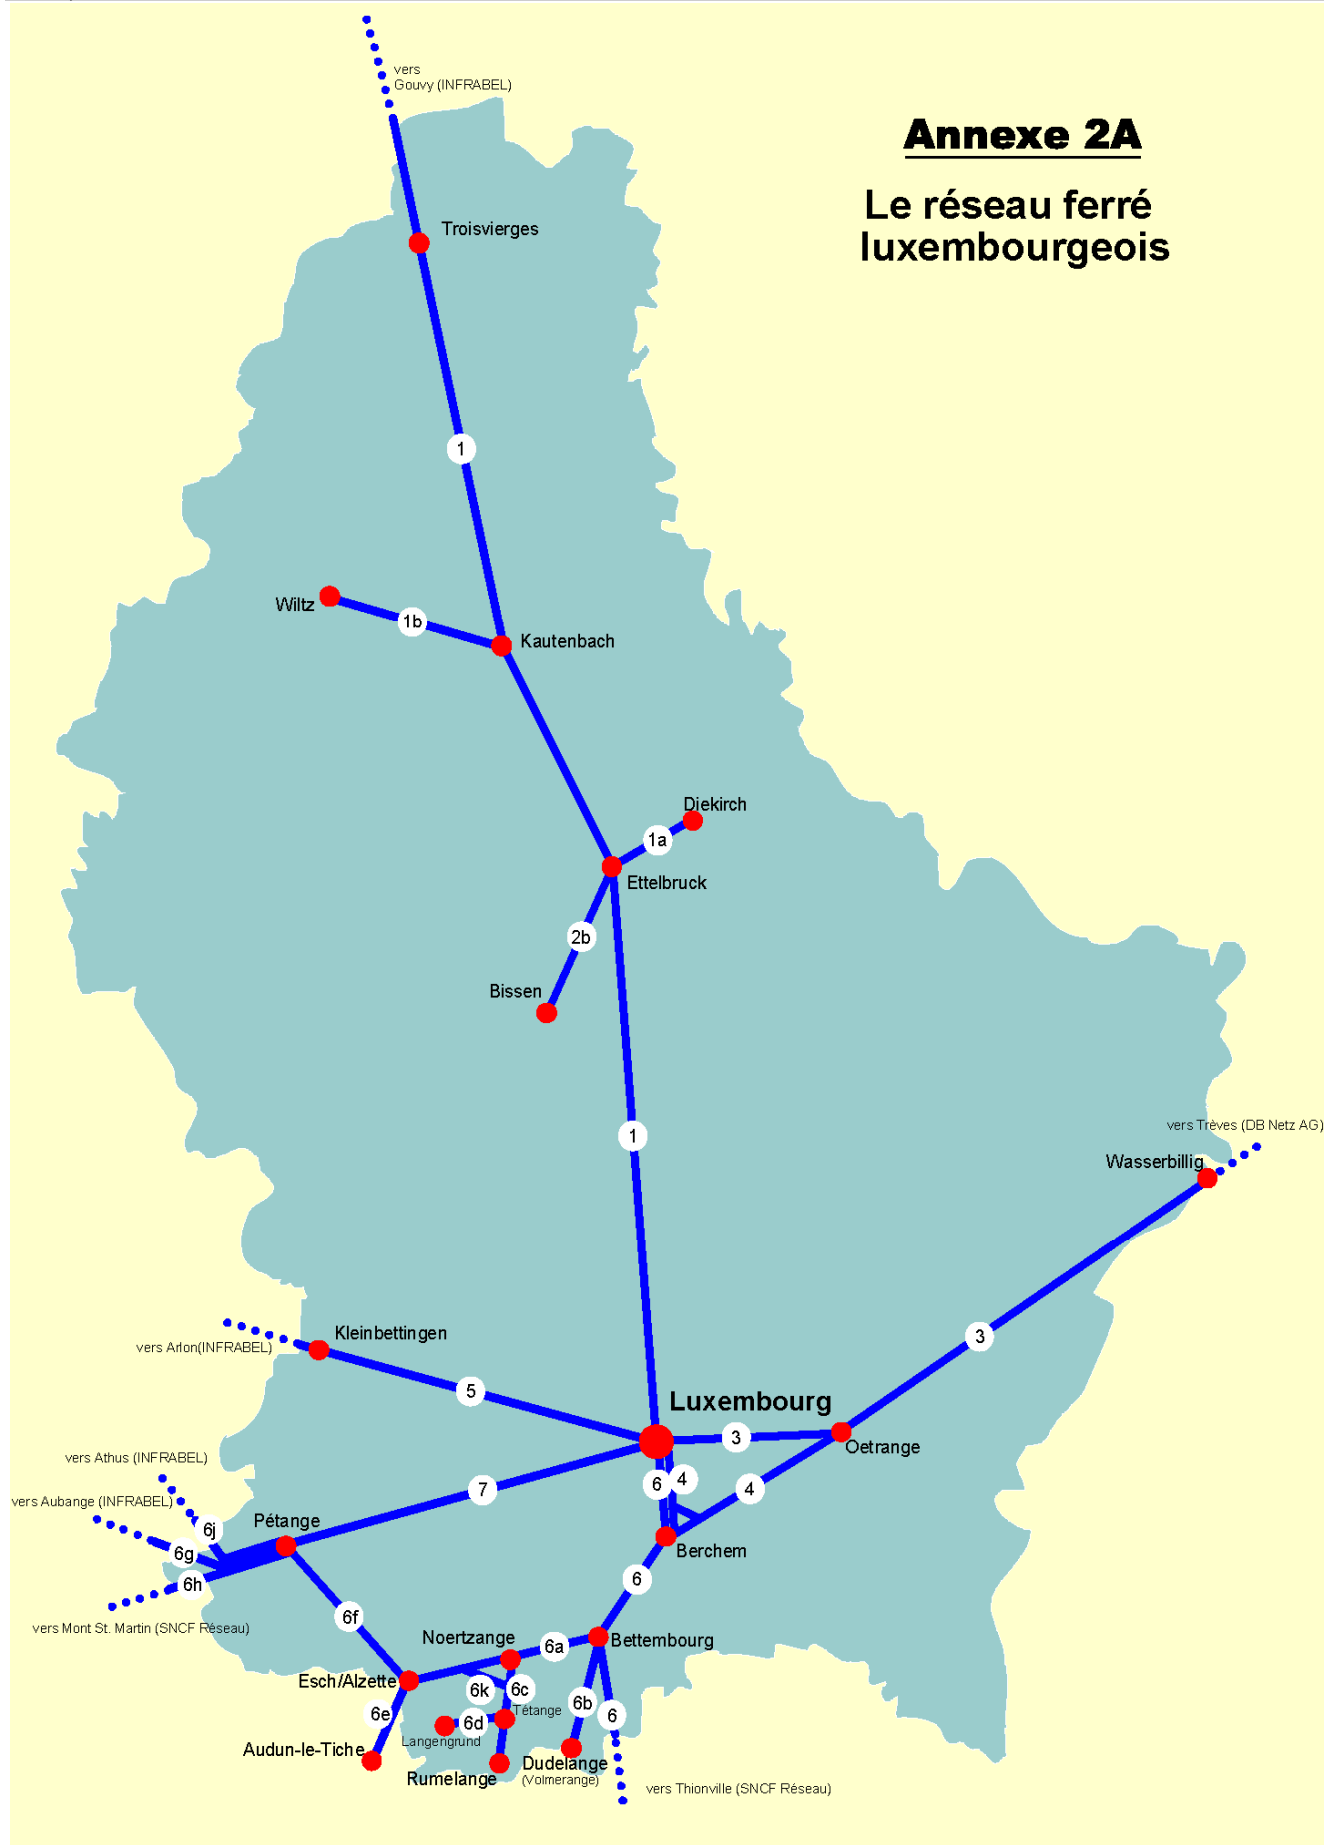 vers
Gouvy (INFRABEL)
Annexe 2A
Le réseau ferré
luxembourgeois
Troisvierges
1
Wiltz
1b
Kautenbach
Diekirch
1a
Ettelbruck
2b
Bissen
1
vers Trèves (DB Netz AG)
Wasserbillig
Kleinbettingen
vers Arlon(INFRABEL)
3
5
Luxembourg
3
Oetrange
vers Athus (INFRABEL)
7
6
4
4
vers Aubange (INFRABEL)
Pétange
6j
6g
6h
Berchem
6
vers Mont St. Martin (SNCF Réseau)
6f
Noertzange
6a
Bettembourg
Esch/Alzette
6k
6c
6e
6b
6
Tétange
6d
Langengrund
Audun-le-Tiche
Rumelange
Dudelange
(Volmerange)
vers Thionville (SNCF Réseau)